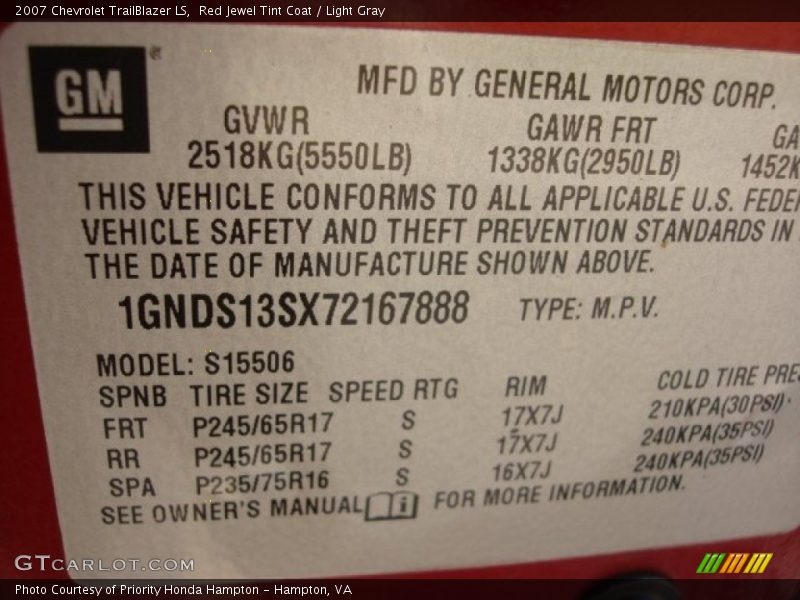 2007 Chevrolet TrailBlazer LS, Red Jewel Tint Coat / Light Gray
GM ®
MFD BY GENERAL MOTORS CORP.
GVWR GAWR FRT GA
2518KG(5550LB) 1338KG(2950LB) 1452K
THIS VEHICLE CONFORMS TO ALL APPLICABLE U.S. FEDER
VEHICLE SAFETY AND THEFT PREVENTION STANDARDS IN
THE DATE OF MANUFACTURE SHOWN ABOVE.
1GNDS13SX72167888 TYPE: M.P.V.
MODEL: S15506
SPNB TIRE SIZE SPEED RTG RIM COLD TIRE PRES
FRT P245/65R17 S 17X7J 210KPA(30PSI)
RR P245/65R17 S 17X7J 240KPA(35PSI)
SPA P235/75R16 S 16X7J 240KPA(35PSI)
SEE OWNER'S MANUAL i FOR MORE INFORMATION.
GTCARLOT.COM
Photo Courtesy of Priority Honda Hampton - Hampton, VA